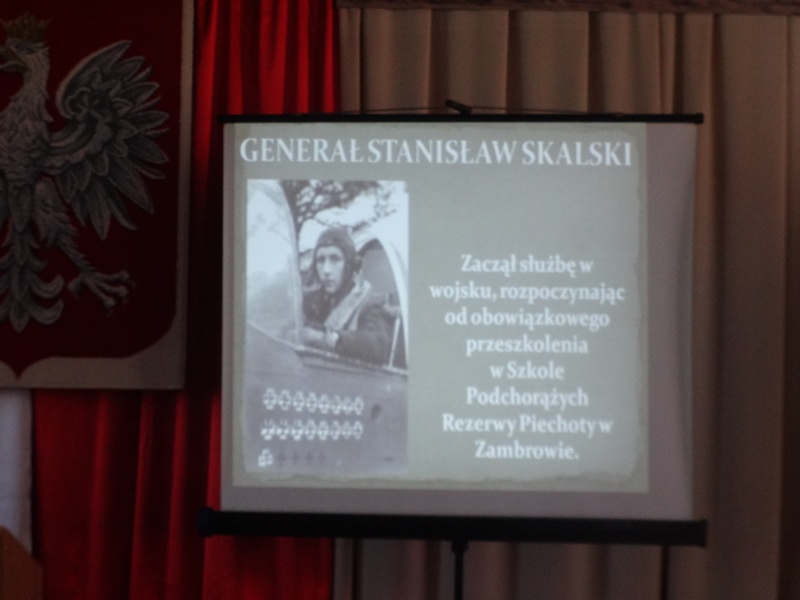 GENERAŁ STANISŁAW SKALSKI
Zaczął służbę w
wojsku, rozpoczynając
od obowiązkowego
przeszkolenia
w Szkole
Podchorążych
Rezerwy Piechoty w
Zambrowie.